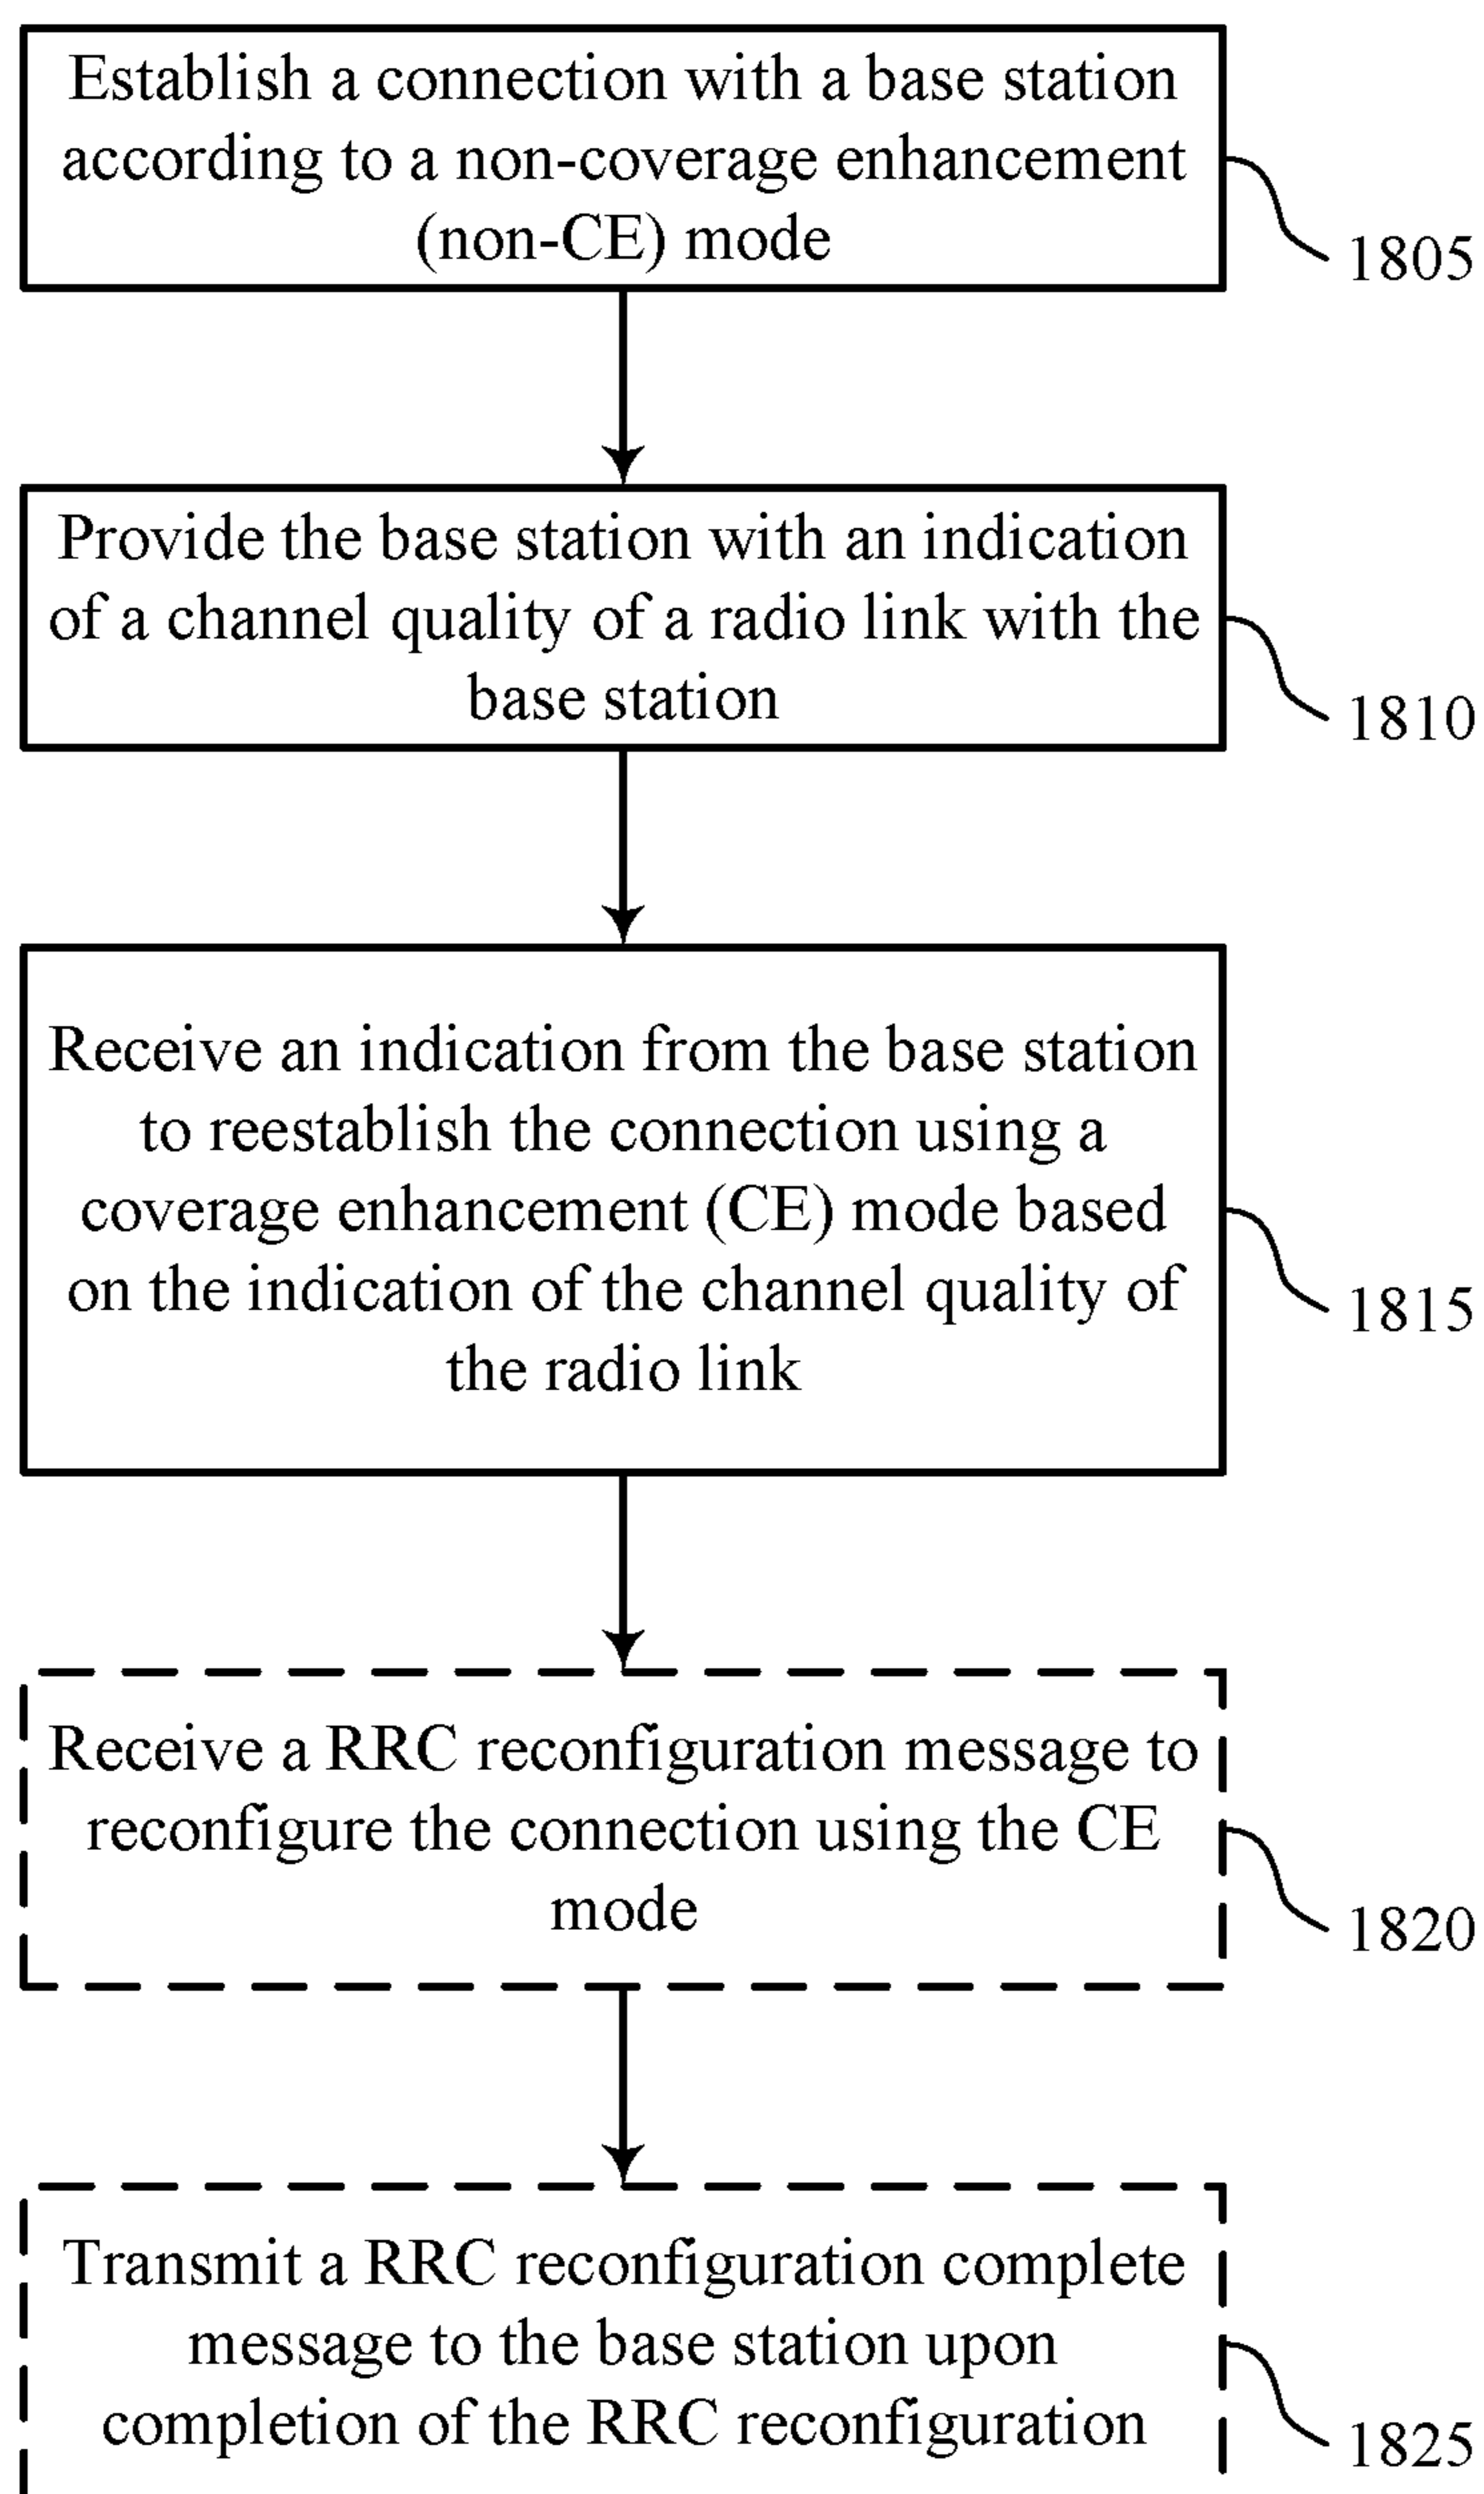 Establish a connection with a base station
according to a non-coverage enhancement
(non-CE) mode
1805
Provide the base station with an indication
of a channel quality of a radio link with the
base station
1810
Receive an indication from the base station
to reestablish the connection using a
coverage enhancement (CE) mode based
on the indication of the channel quality of
the radio link
1815
Receive a RRC reconfiguration message to
reconfigure the connection using the CE
mode
1820
Transmit a RRC reconfiguration complete
message to the base station upon
completion of the RRC reconfiguration
1825